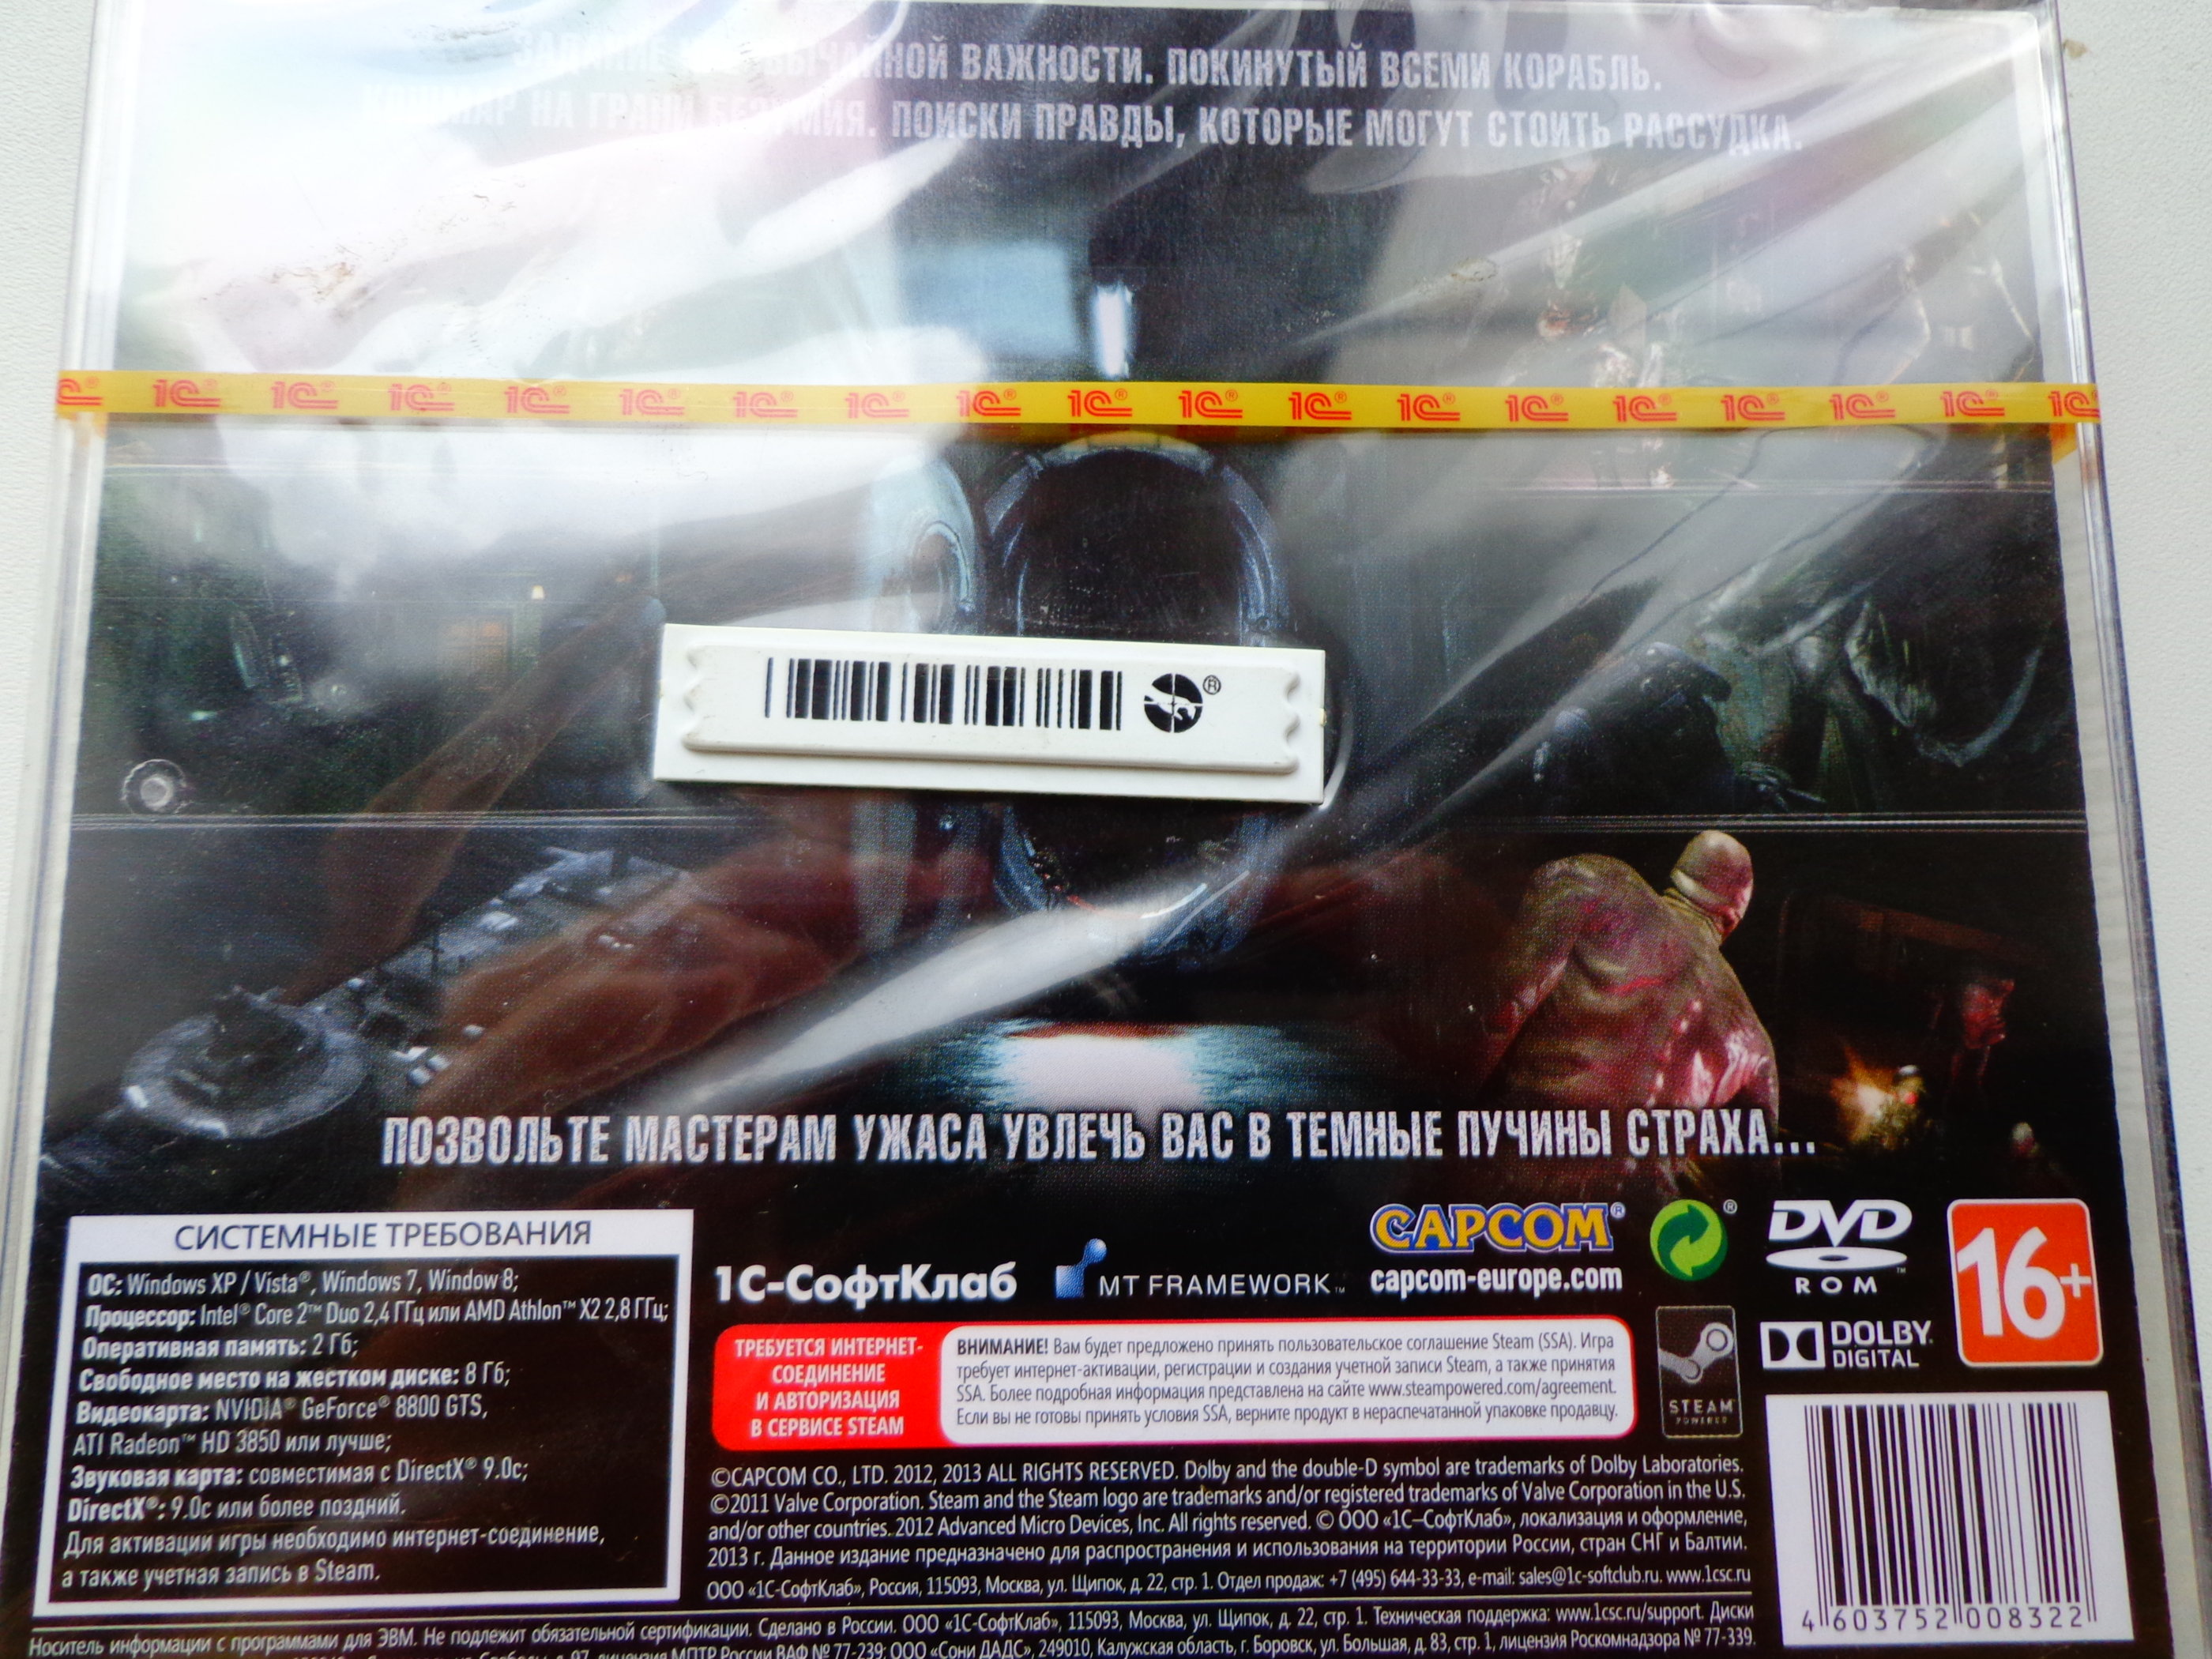 ЗАДАНИЕ ЧРЕЗВЫЧАЙНОЙ ВАЖНОСТИ. ПОКИНУТЫЙ ВСЕМИ КОРАБЛЬ.
КОШМАР НА ГРАНИ БЕЗУМИЯ. ПОИСКИ ПРАВДЫ, КОТОРЫЕ МОГУТ СТОИТЬ РАССУДКА.
1С® 1С® 1С® 1С® 1С® 1С® 1С® 1С® 1С® 1С® 1С® 1С® 1С® 1С® 1С® 1С® 1С®
®
ПОЗВОЛЬТЕ МАСТЕРАМ УЖАСА УВЛЕЧЬ ВАС В ТЕМНЫЕ ПУЧИНЫ СТРАХА...
СИСТЕМНЫЕ ТРЕБОВАНИЯ
ОС: Windows XP / Vista®, Windows 7, Window 8;
Процессор: Intel® Core 2™ Duo 2,4 ГГц или AMD Athlon™ X2 2,8 ГГц;
Оперативная память: 2 Гб;
Свободное место на жестком диске: 8 Гб;
Видеокарта: NVIDIA® GeForce® 8800 GTS,
ATI Radeon™ HD 3850 или лучше;
Звуковая карта: совместимая с DirectX® 9.0c;
DirectX®: 9.0c или более поздний.
Для активации игры необходимо интернет-соединение,
а также учетная запись в Steam.
1С-СофтКлаб
MT FRAMEWORK™
CAPCOM®
capcom-europe.com
®
DVD
ROM
DOLBY
DIGITAL
16+
ТРЕБУЕТСЯ ИНТЕРНЕТ-
СОЕДИНЕНИЕ
И АВТОРИЗАЦИЯ
В СЕРВИСЕ STEAM
ВНИМАНИЕ! Вам будет предложено принять пользовательское соглашение Steam (SSA). Игра
требует интернет-активации, регистрации и создания учетной записи Steam, а также принятия
SSA. Более подробная информация представлена на сайте www.steampowered.com/agreement.
Если вы не готовы принять условия SSA, верните продукт в нераспечатанной упаковке продавцу.
STEAM
POWERED
©CAPCOM CO., LTD. 2012, 2013 ALL RIGHTS RESERVED. Dolby and the double-D symbol are trademarks of Dolby Laboratories.
©2011 Valve Corporation. Steam and the Steam logo are trademarks and/or registered trademarks of Valve Corporation in the U.S.
and/or other countries. 2012 Advanced Micro Devices, Inc. All rights reserved. © ООО «1С–СофтКлаб», локализация и оформление,
2013 г. Данное издание предназначено для распространения и использования на территории России, стран СНГ и Балтии.
ООО «1С-СофтКлаб», Россия, 115093, Москва, ул. Щипок, д. 22, стр. 1. Отдел продаж: +7 (495) 644-33-33, e-mail: sales@1c-softclub.ru. www.1csc.ru
4 603752 008322
Носитель информации с программами для ЭВМ. Не подлежит обязательной сертификации. Сделано в России. ООО «1С-СофтКлаб», 115093, Москва, ул. Щипок, д. 22, стр. 1. Техническая поддержка: www.1csc.ru/support. Диски
лицензия МПТР России ВАФ № 77-239; ООО «Сони ДАДС», 249010, Калужская область, г. Боровск, ул. Большая, д. 83, стр. 1, лицензия Роскомнадзора № 77-339.